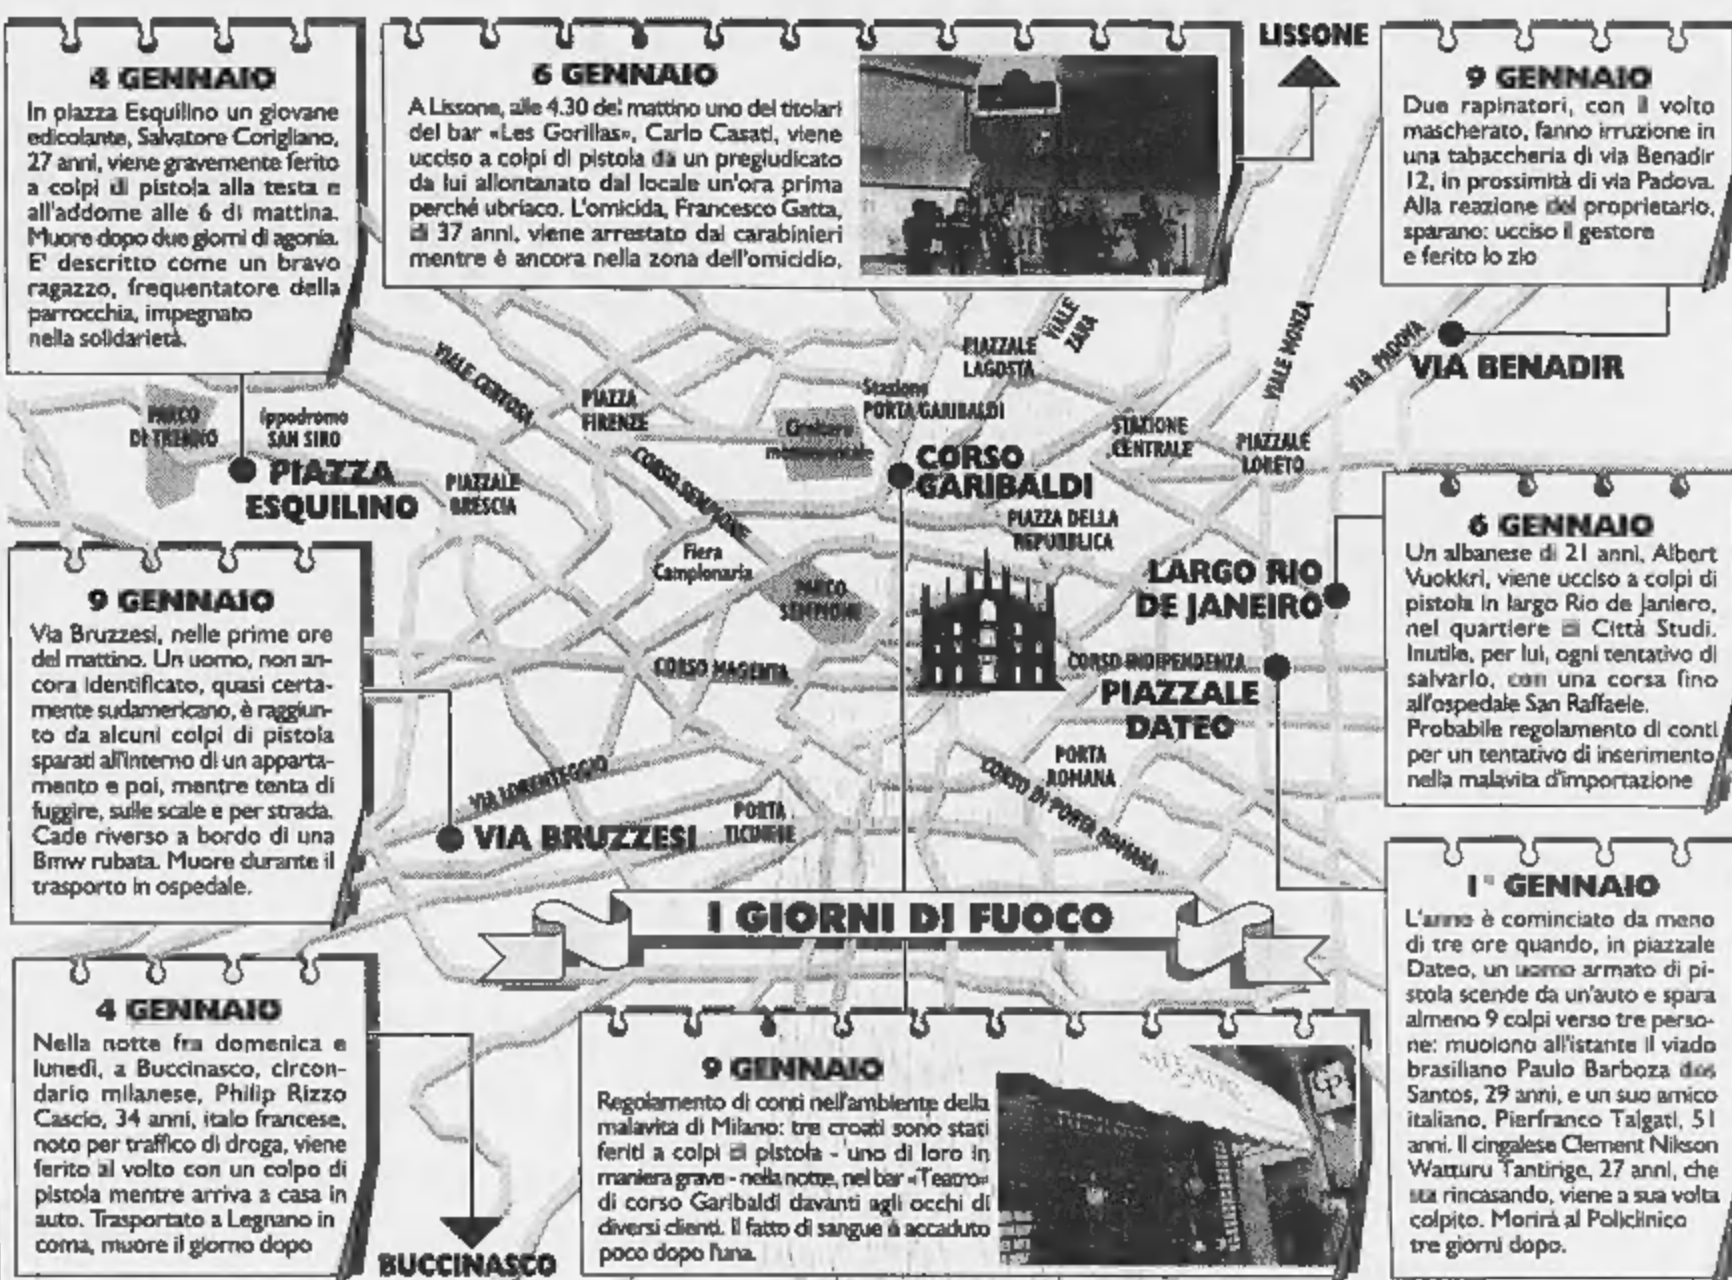 4 GENNAIO
In piazza Esquilino un giovane
edicolante, Salvatore Corigliano,
27 anni, viene gravemente ferito
a colpi di pistola alla testa e
all'addome alle 6 di mattina.
Muore dopo due giorni di agonia.
E' descritto come un bravo
ragazzo, frequentatore della
parrocchia, impegnato
nella solidarietà.
6 GENNAIO
A Lissone, alle 4.30 del mattino uno dei titolari
del bar «Les Gorillas», Carlo Casati, viene
ucciso a colpi di pistola da un pregiudicato
da lui allontanato dal locale un'ora prima
perché ubriaco. L'omicida, Francesco Gatta,
di 37 anni, viene arrestato dai carabinieri
mentre è ancora nella zona dell'omicidio.
LISSONE
9 GENNAIO
Due rapinatori, con il volto
mascherato, fanno irruzione in
una tabaccheria di via Benadir
12, in prossimità di via Padova.
Alla reazione del proprietario,
sparano: ucciso il gestore
e ferito lo zio
VIALE CERTOSA
PIAZZA
FIRENZE
PIAZZALE
LAGOSTA
VIALE
ZARA
VIALE MONZA
VIA PADOVA
VIA BENADIR
PARCO
DI TRENNO
Ippodromo
SAN SIRO
PIAZZA
ESQUILINO
PIAZZALE
BRESCIA
CORSO SEMPIONE
Stazione
PORTA GARIBALDI
Cimitero
monumentale
CORSO
GARIBALDI
STAZIONE
CENTRALE
PIAZZALE
LORETO
PIAZZA DELLA
REPUBBLICA
Fiera
Campionaria
PARCO
SEMPIONE
LARGO RIO
DE JANEIRO
CORSO MAGENTA
CORSO INDIPENDENZA
PIAZZALE
DATEO
6 GENNAIO
Un albanese di 21 anni, Albert
Vuokkri, viene ucciso a colpi di
pistola in largo Rio de Janiero,
nel quartiere di Città Studi.
Inutile, per lui, ogni tentativo di
salvarlo, con una corsa fino
all'ospedale San Raffaele.
Probabile regolamento di conti
per un tentativo di inserimento
nella malavita d'importazione
9 GENNAIO
Via Bruzzesi, nelle prime ore
del mattino. Un uomo, non an-
cora identificato, quasi certa-
mente sudamericano, è raggiun-
to da alcuni colpi di pistola
sparati all'interno di un apparta-
mento e poi, mentre tenta di
fuggire, sulle scale e per strada.
Cade riverso a bordo di una
Bmw rubata. Muore durante il
trasporto in ospedale.
VIA LORENTEGGIO
VIA BRUZZESI
PORTA
TICINESE
PORTA
ROMANA
CORSO DI PORTA ROMANA
I GIORNI DI FUOCO
4 GENNAIO
Nella notte fra domenica e
lunedì, a Buccinasco, circon-
dario milanese, Philip Rizzo
Cascio, 34 anni, italo francese,
noto per traffico di droga, viene
ferito al volto con un colpo di
pistola mentre arriva a casa in
auto. Trasportato a Legnano in
coma, muore il giorno dopo
BUCCINASCO
9 GENNAIO
Regolamento di conti nell'ambiente della
malavita di Milano: tre croati sono stati
feriti a colpi di pistola - uno di loro in
maniera grave - nella notte, nel bar «Teatro»
di corso Garibaldi davanti agli occhi di
diversi clienti. Il fatto di sangue è accaduto
poco dopo l'una.
1° GENNAIO
L'anno è cominciato da meno
di tre ore quando, in piazzale
Dateo, un uomo armato di pi-
stola scende da un'auto e spara
almeno 9 colpi verso tre perso-
ne: muoiono all'istante il viado
brasiliano Paulo Barboza dos
Santos, 29 anni, e un suo amico
italiano, Pierfranco Talgati, 51
anni. Il cingalese Clement Nikson
Watturu Tantirige, 27 anni, che
sta rincasando, viene a sua volta
colpito. Morirà al Policlinico
tre giorni dopo.